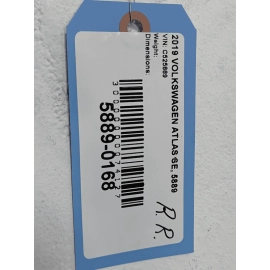 2019 VOLKSWAGEN ATLAS SE, 5889
VIN: C525889
Weight:
Dimensions:
5889-0168
R.R.